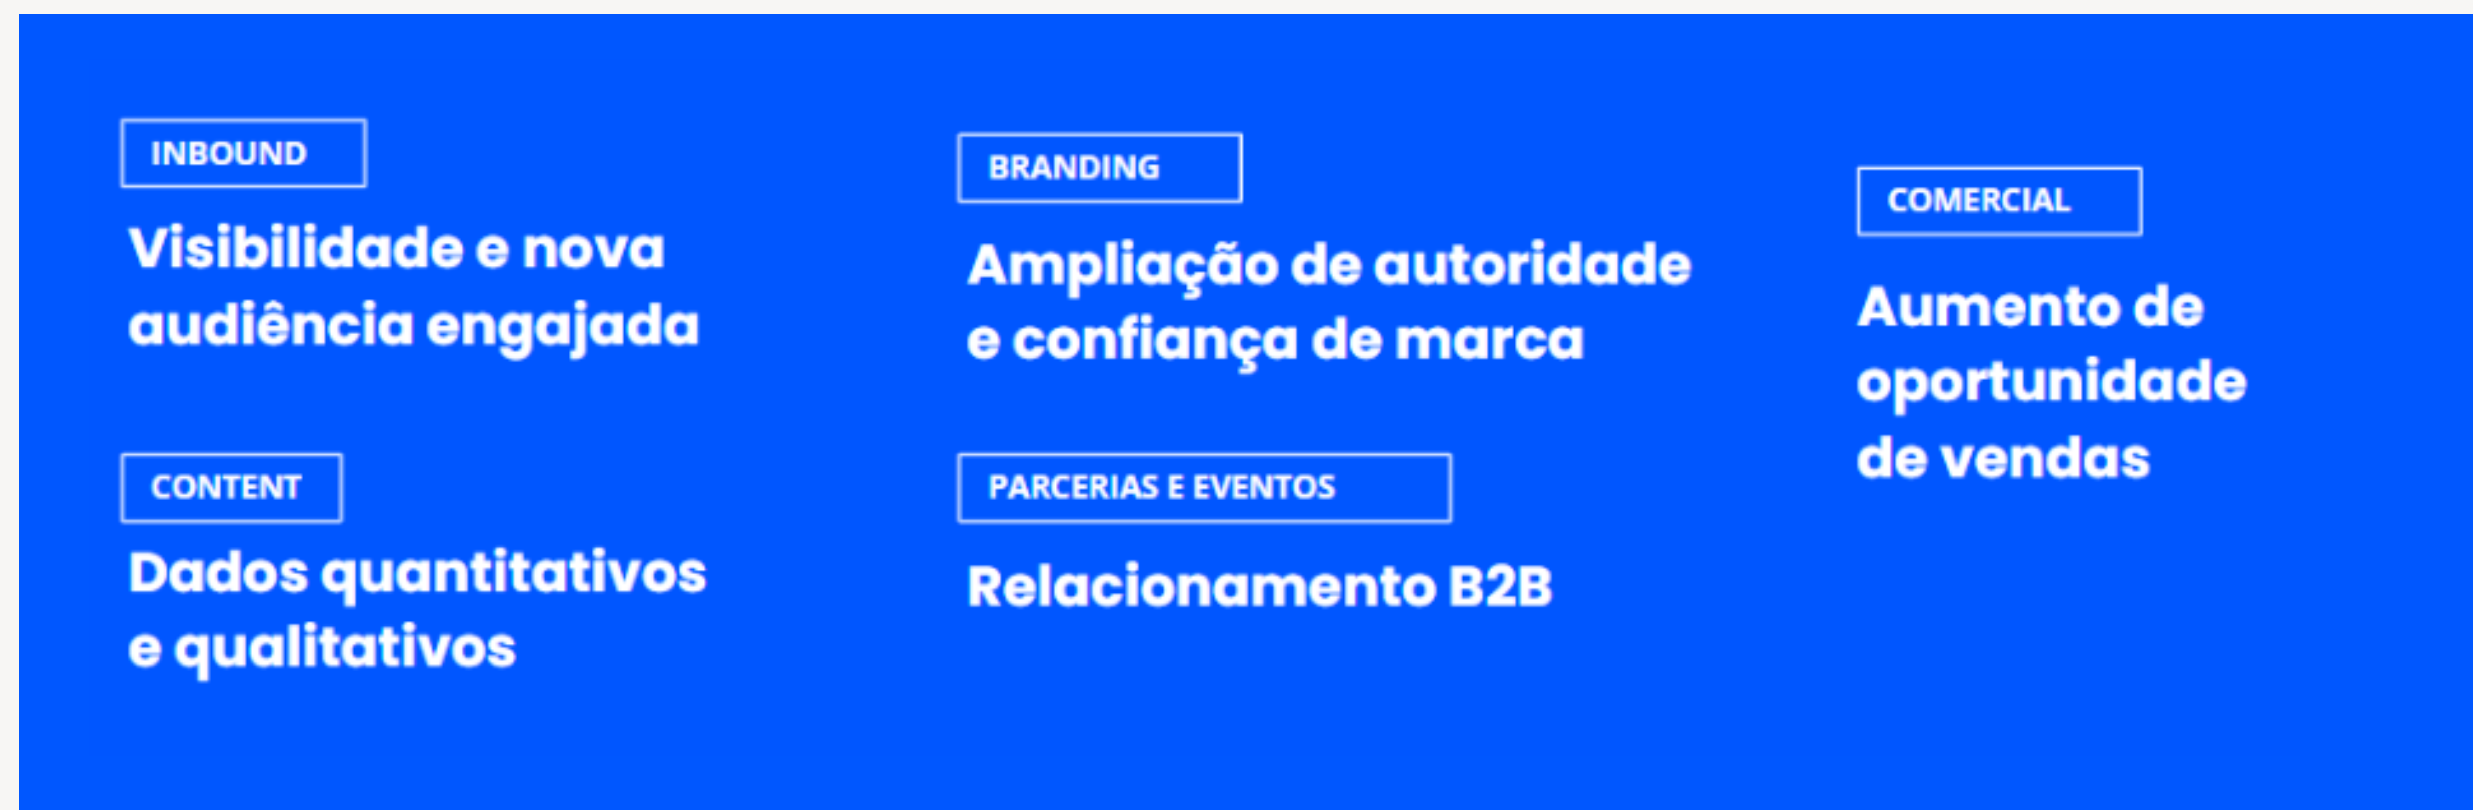 INBOUND
Visibilidade e nova
audiência engajada
CONTENT
Dados quantitativos
e qualitativos
BRANDING
Ampliação de autoridade
e confiança de marca
PARCERIAS E EVENTOS
Relacionamento B2B
COMERCIAL
Aumento de
oportunidade
de vendas